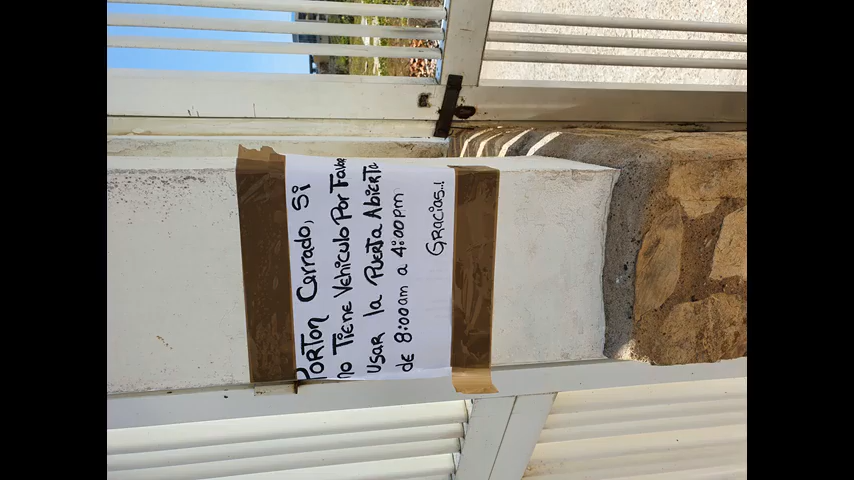 PORTON Cerrado, Si
no Tiene Vehiculo Por Favor
usar la Puerta Abierta
de 8:00am a 4:00pm
Gracias..!